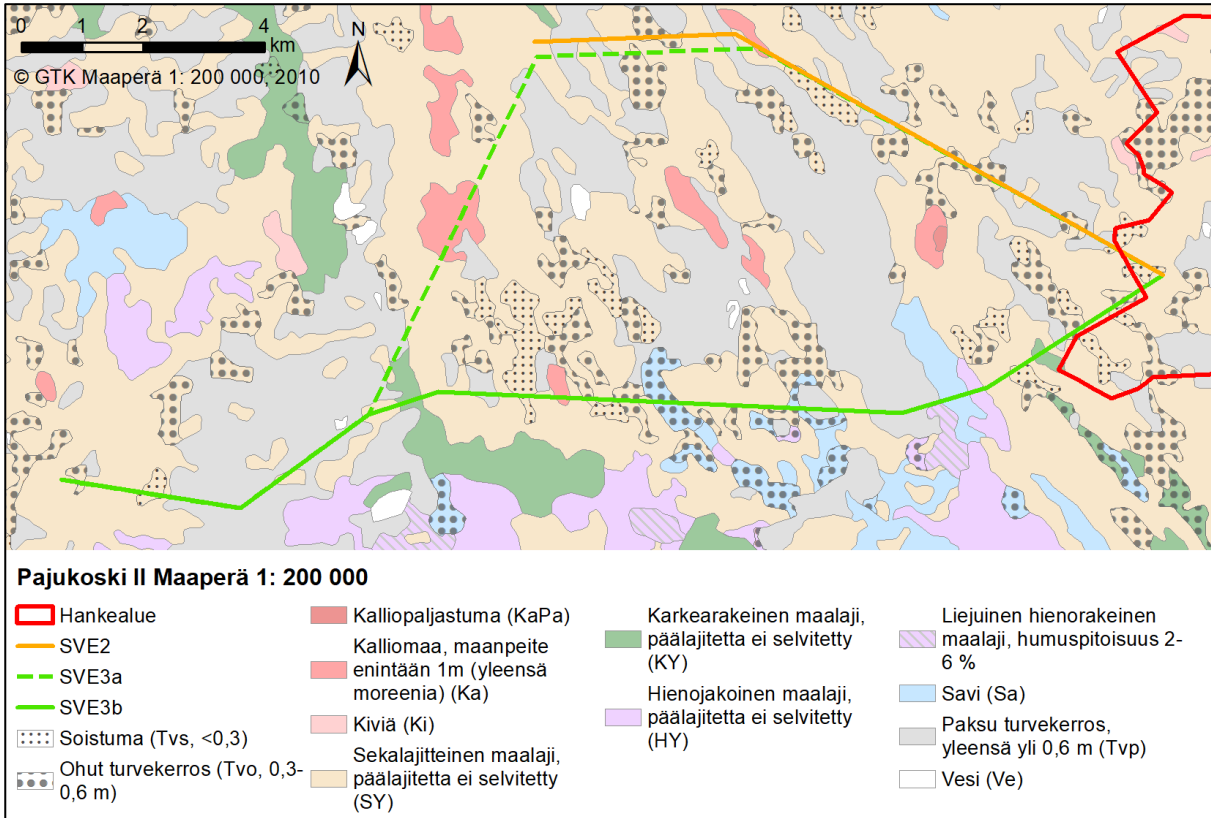 0 1 2 4
km
N
© GTK Maaperä 1: 200 000, 2010
Pajukoski II Maaperä 1: 200 000
Hankealue
SVE2
SVE3a
SVE3b
Soistuma (Tvs, <0,3)
Ohut turvekerros (Tvo, 0,3-
0,6 m)
Kalliopaljastuma (KaPa)
Kalliomaa, maanpeite
enintään 1m (yleensä
moreenia) (Ka)
Kiviä (Ki)
Sekalajitteinen maalaji,
päälajitetta ei selvitetty
(SY)
Karkearakeinen maalaji,
päälajitetta ei selvitetty
(KY)
Hienojakoinen maalaji,
päälajitetta ei selvitetty
(HY)
Liejuinen hienorakeinen
maalaji, humuspitoisuus 2-
6 %
Savi (Sa)
Paksu turvekerros,
yleensä yli 0,6 m (Tvp)
Vesi (Ve)